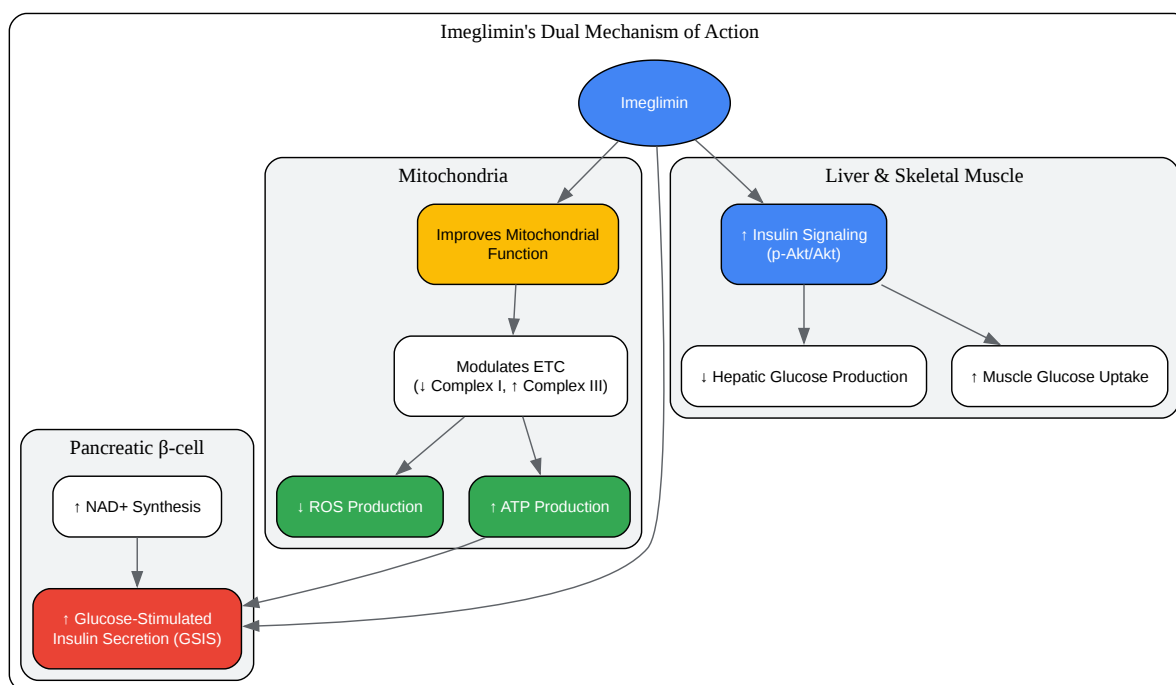 Imeglimin's Dual Mechanism of Action
Imeglimin
Mitochondria
Improves Mitochondrial
Function
Modulates ETC
(↓ Complex I, ↑ Complex III)
↓ ROS Production
↑ ATP Production
Liver & Skeletal Muscle
↑ Insulin Signaling
(p-Akt/Akt)
↓ Hepatic Glucose Production
↑ Muscle Glucose Uptake
Pancreatic β-cell
↑ NAD+ Synthesis
↑ Glucose-Stimulated
Insulin Secretion (GSIS)